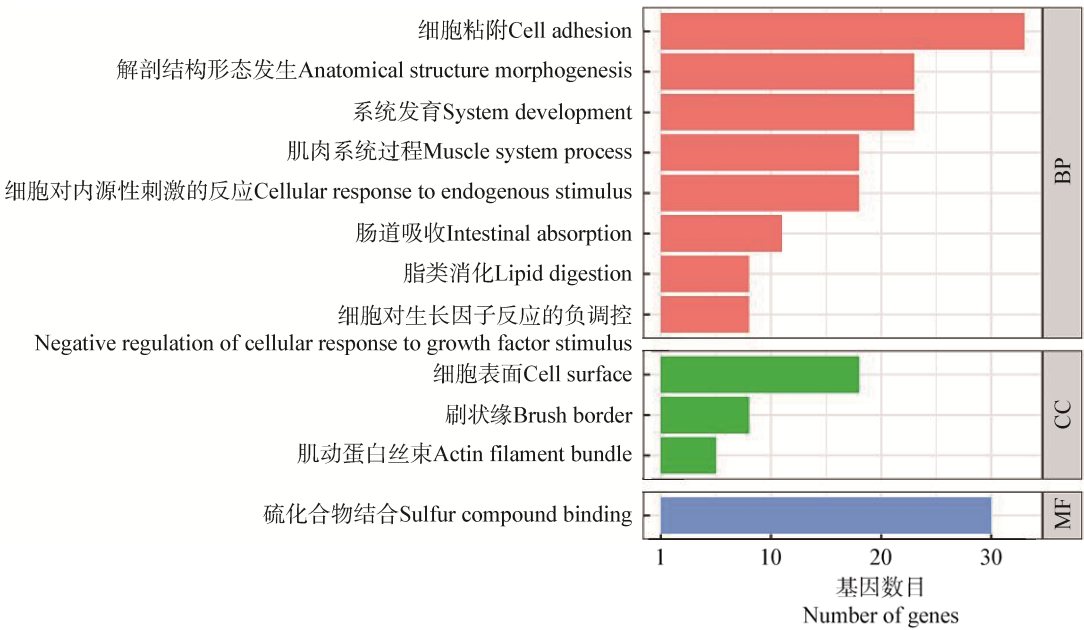 细胞粘附Cell adhesion
解剖结构形态发生Anatomical structure morphogenesis
系统发育System development
肌肉系统过程Muscle system process
细胞对内源性刺激的反应Cellular response to endogenous stimulus
肠道吸收Intestinal absorption
脂类消化Lipid digestion
细胞对生长因子反应的负调控
Negative regulation of cellular response to growth factor stimulus
BP
细胞表面Cell surface
刷状缘Brush border
肌动蛋白丝束Actin filament bundle
CC
硫化合物结合Sulfur compound binding
MF
1 10 20 30
基因数目
Number of genes